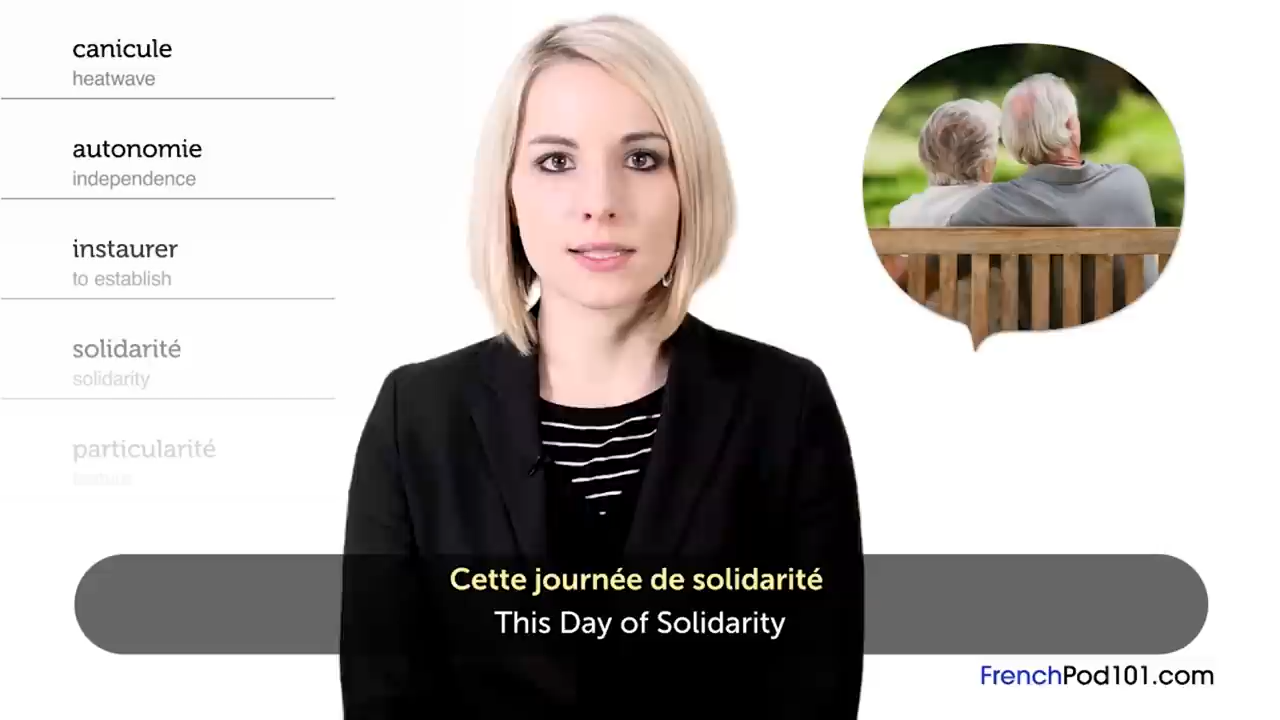 canicule
heatwave
autonomie
independence
instaurer
to establish
solidarité
solidarity
particularité
Cette journée de solidarité
This Day of Solidarity
FrenchPod101.com